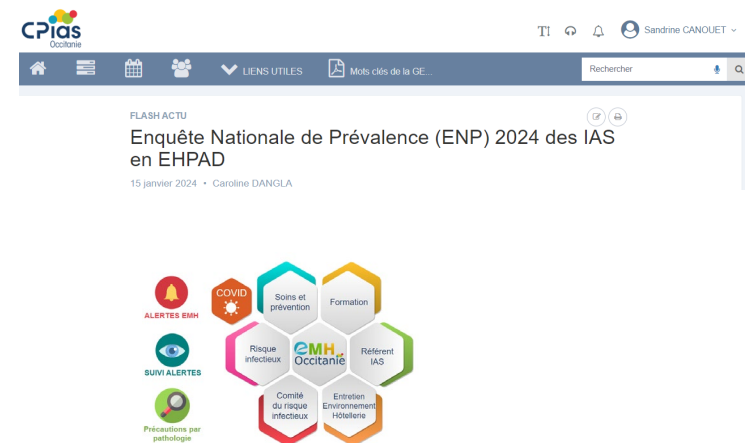 CPias
Occitanie
Sandrine CANOUET
LIENS UTILES
Mots clés de la GE...
Rechercher
FLASH ACTU
Enquête Nationale de Prévalence (ENP) 2024 des IAS
en EHPAD
15 janvier 2024 • Caroline DANGLA
ALERTES EMH
SUIVI ALERTES
Précautions par
pathologie
COVID
Soins et
prévention
Formation
Risque
infectieux
eMH
Occitanie
Référent
IAS
Comité
du risque
infectieux
Entretien
Environnement
Hôtellerie